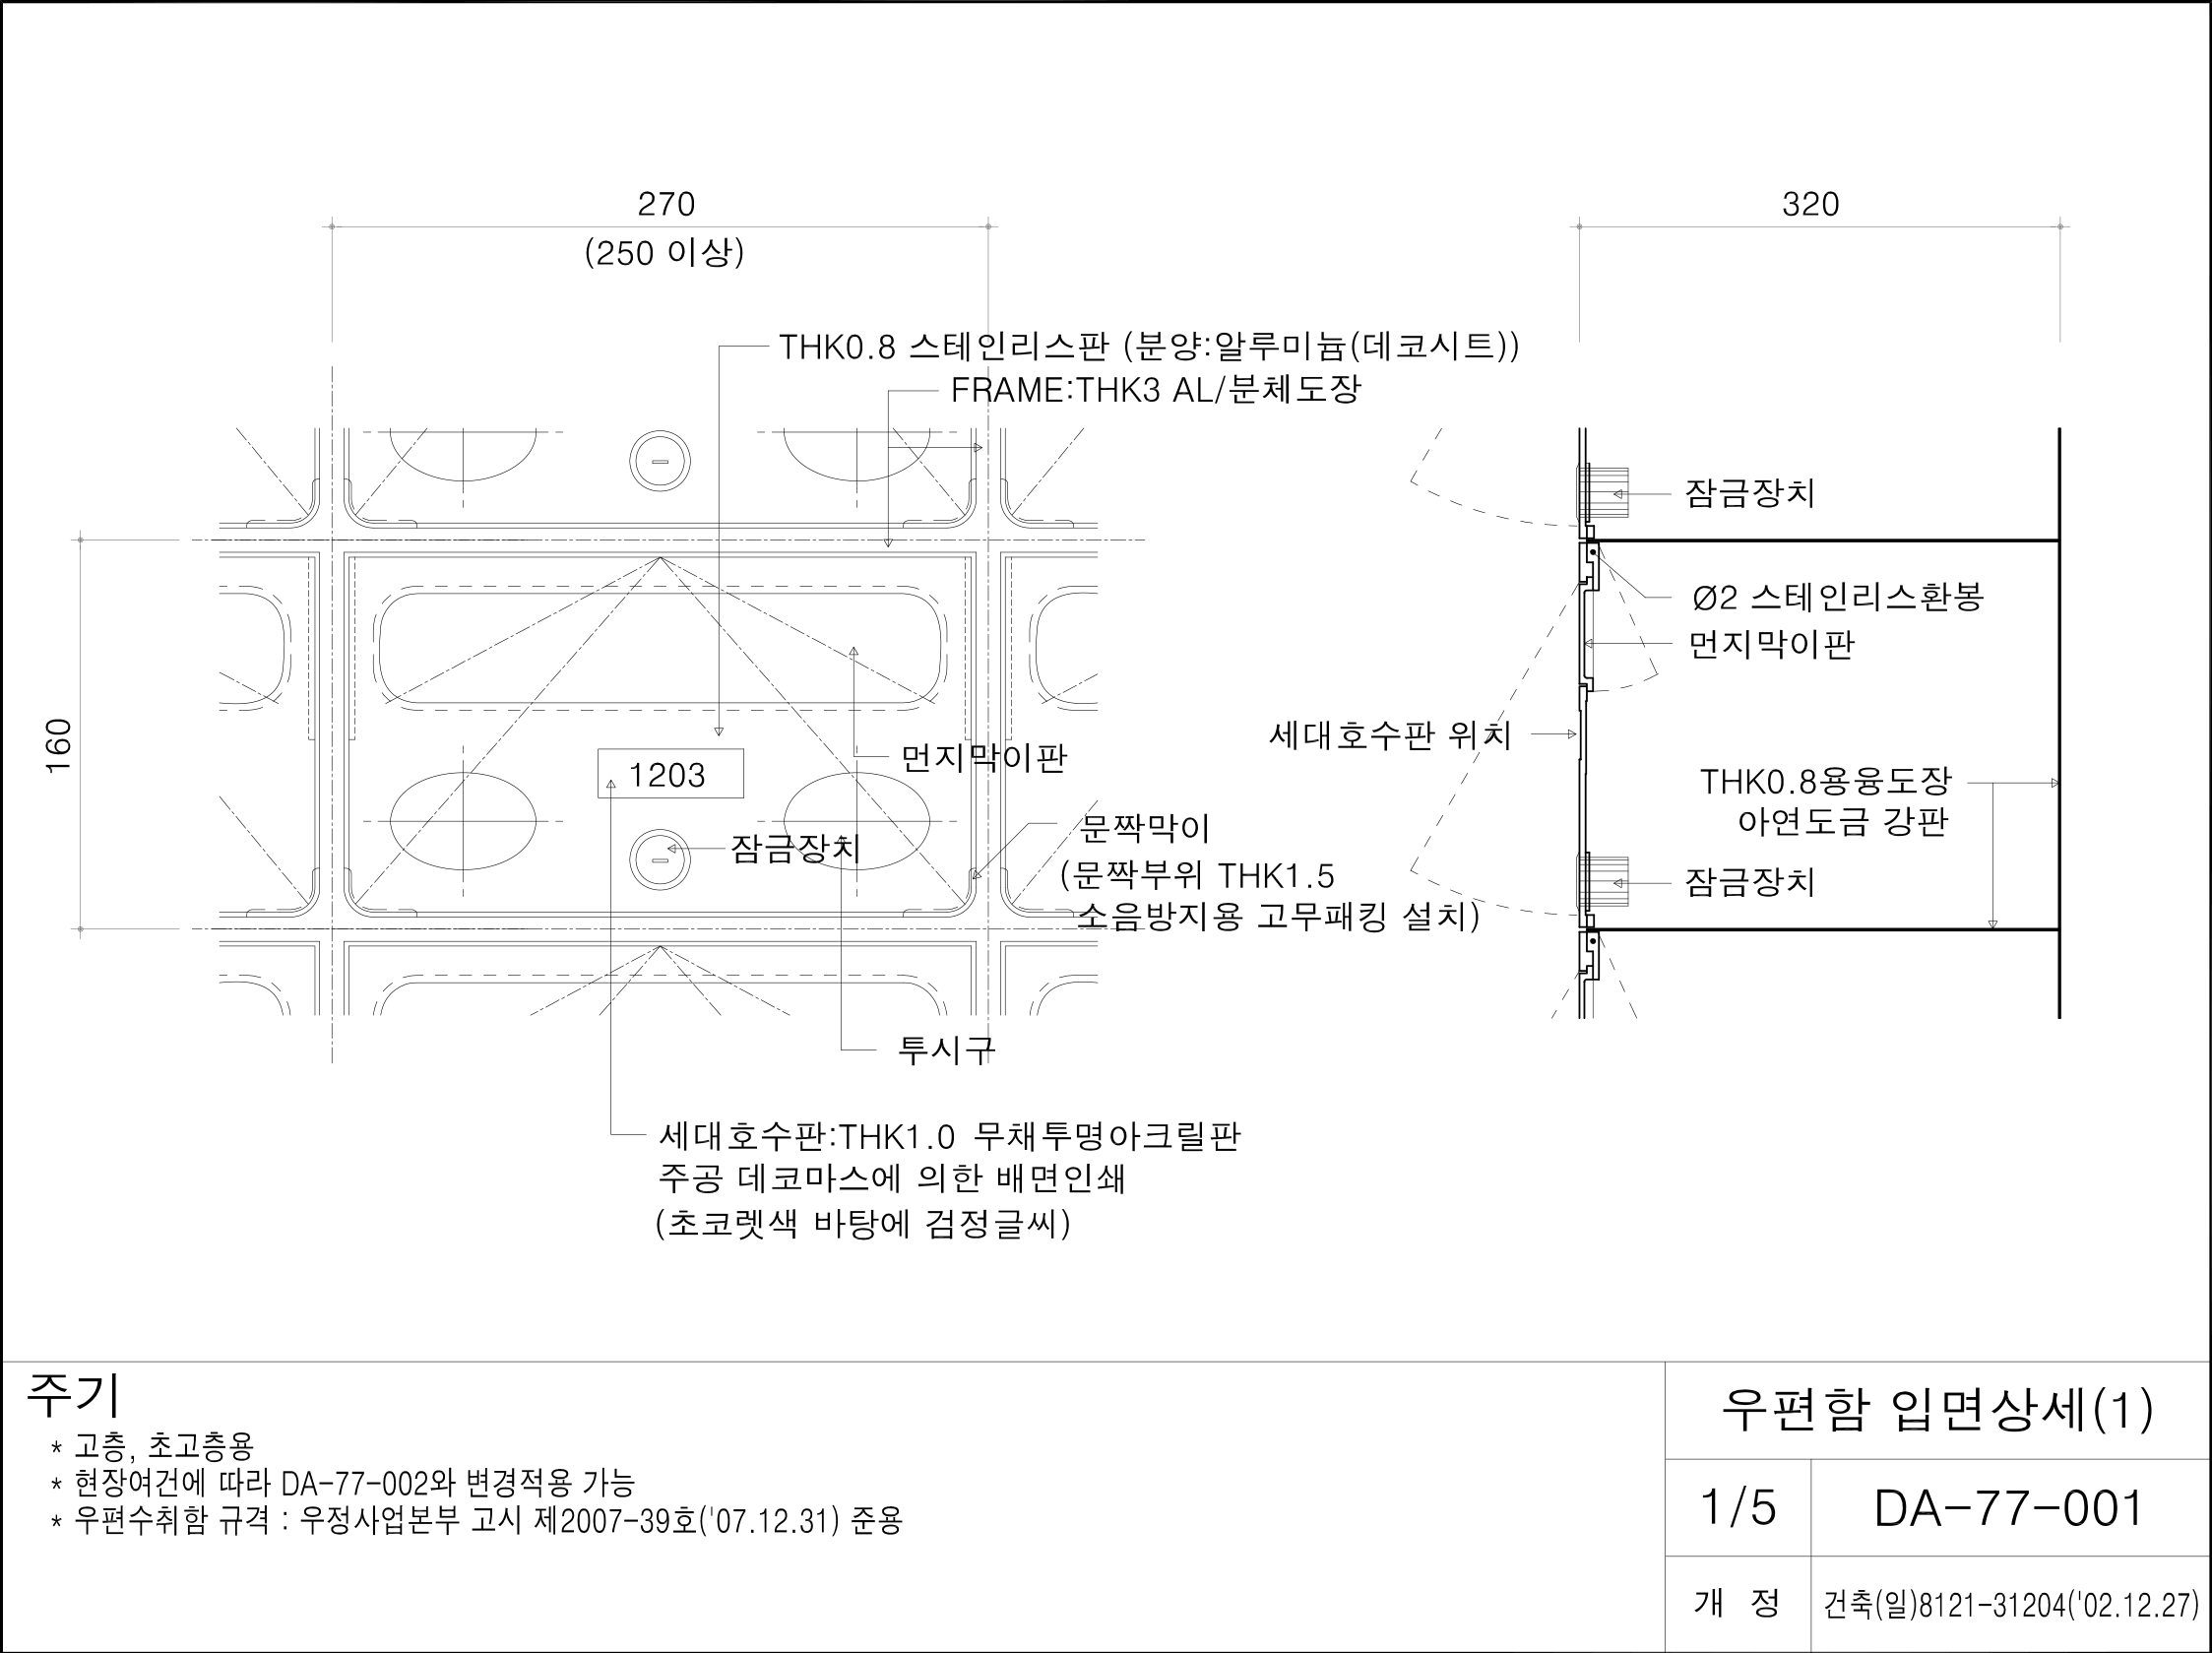 270
(250 이상)
320
THK0.8 스테인리스판 (분양:알루미늄(데코시트))
FRAME:THK3 AL/분체도장
잠금장치
Ø2 스테인리스환봉
먼지막이판
160
세대호수판 위치
먼지막이판
1203
THK0.8용융도장
아연도금 강판
문짝막이
잠금장치
(문짝부위 THK1.5
잠금장치
소음방지용 고무패킹 설치)
투시구
세대호수판:THK1.0 무채투명아크릴판
주공 데코마스에 의한 배면인쇄
(초코렛색 바탕에 검정글씨)
주기
* 고층, 초고층용
* 현장여건에 따라 DA-77-002와 변경적용 가능
* 우편수취함 규격 : 우정사업본부 고시 제2007-39호('07.12.31) 준용
우편함 입면상세(1)
1/5
DA-77-001
개 정
건축(일)8121-31204('02.12.27)